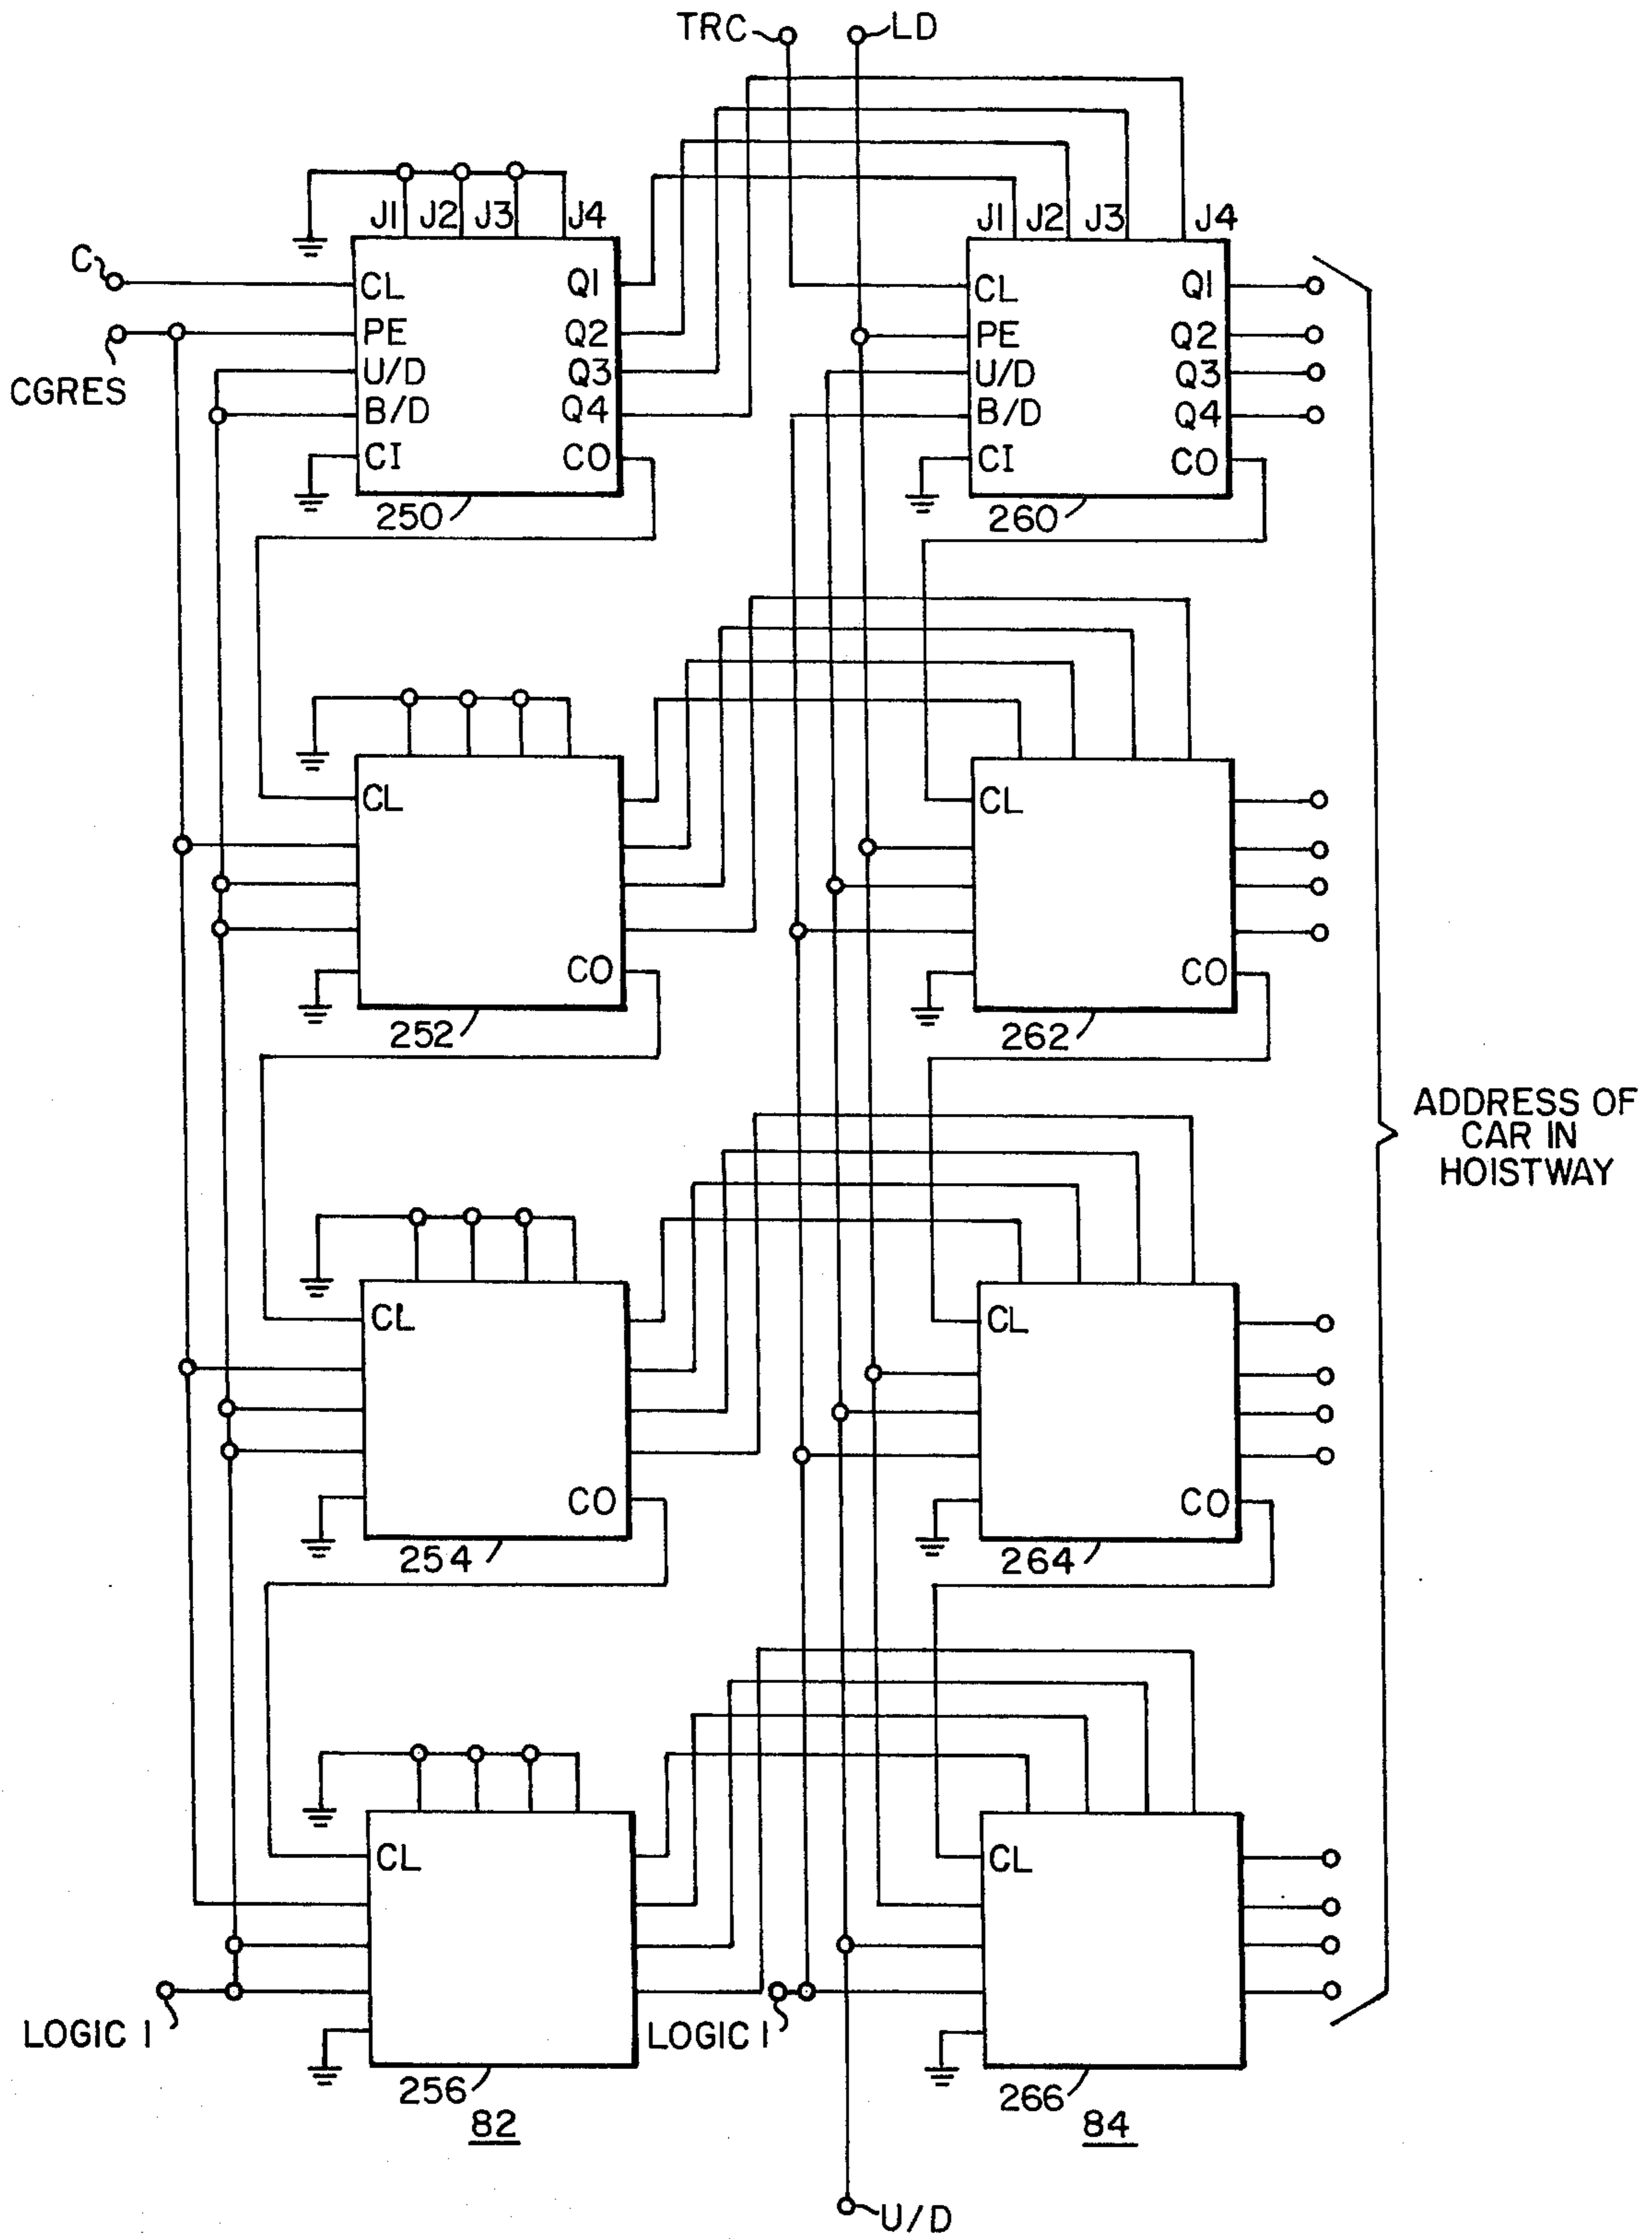 TRC
LD
J1 J2 J3 J4
J1 J2 J3 J4
C
CL
Q1
CL
Q1
PE
Q2
PE
Q2
CGRES
U/D
Q3
U/D
Q3
B/D
Q4
B/D
Q4
CI
CO
CI
CO
250
260
CL
CL
CO
CO
252
262
ADDRESS OF
CAR IN
HOISTWAY
CL
CL
CO
CO
254
264
CL
CL
LOGIC 1
LOGIC 1
256
266
82
84
U/D